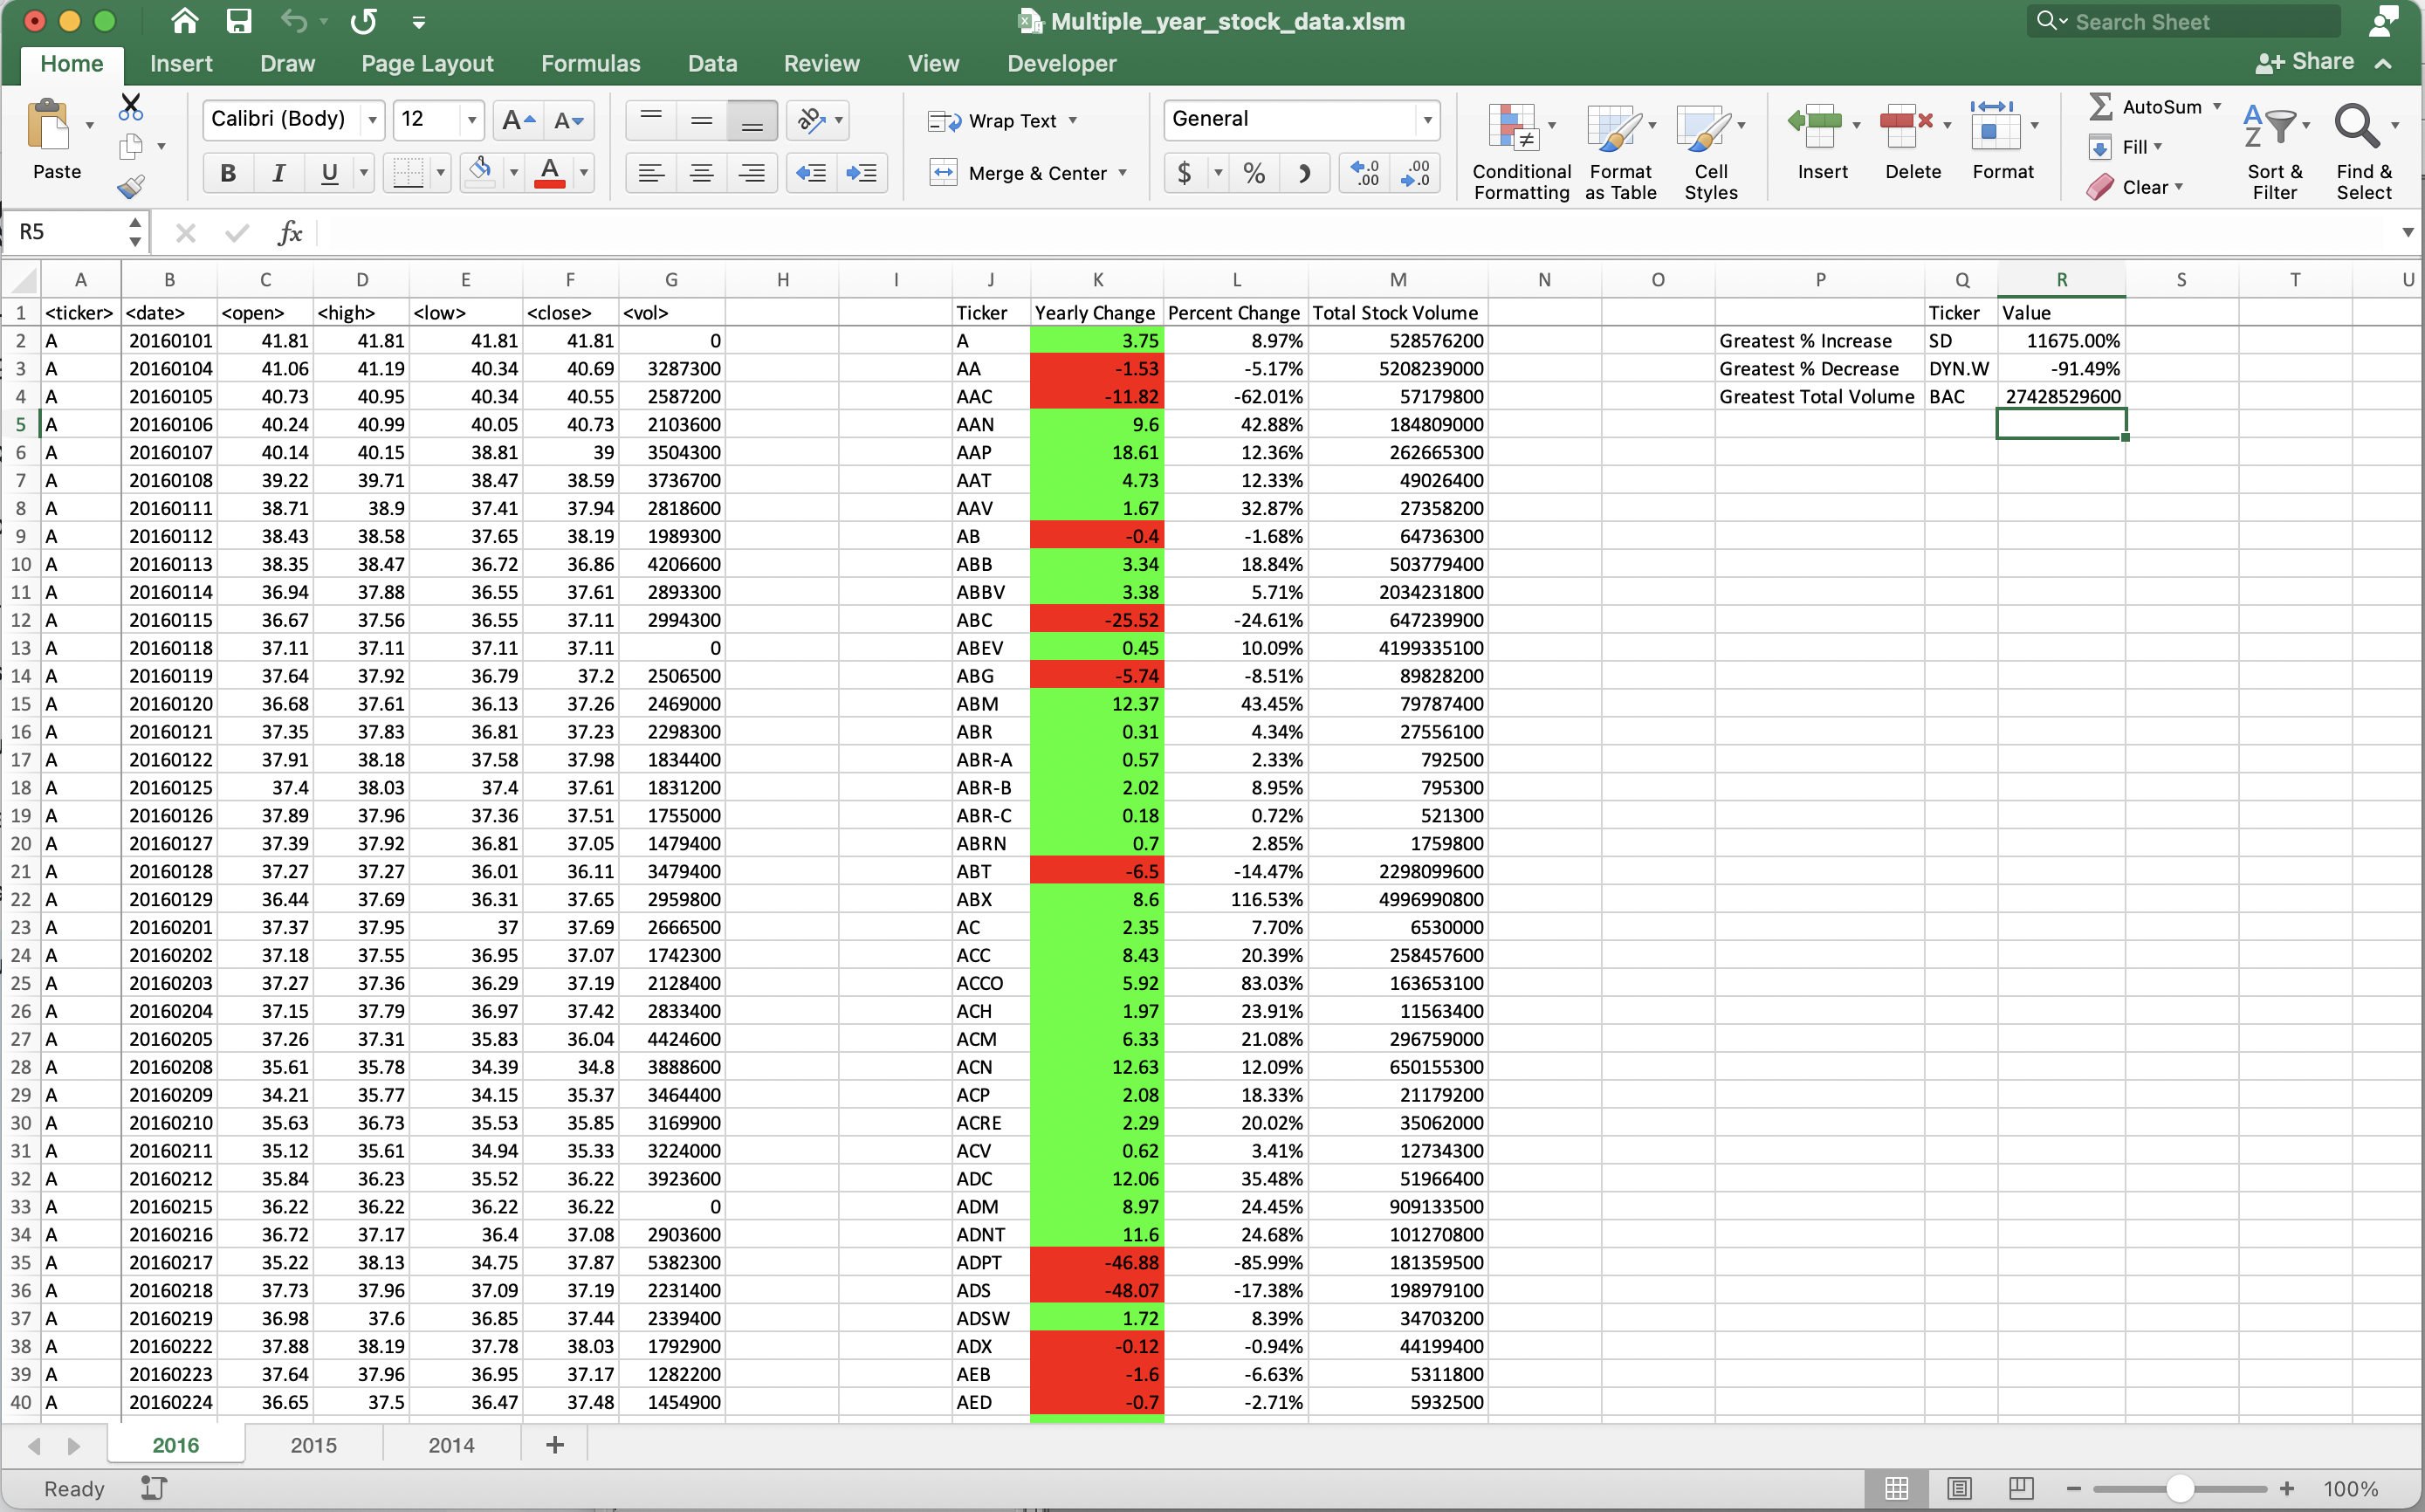 Multiple_year_stock_data.xlsm
Search Sheet
Home Insert Draw Page Layout Formulas Data Review View Developer Share
Paste
Calibri (Body) 12
B I U
Wrap Text
Merge & Center
General
$ %
Conditional Formatting
Format as Table
Cell Styles
Insert
Delete
Format
AutoSum
Fill
Clear
Sort & Filter
Find & Select
R5 fx
A B C D E F G H I J K L M N O P Q R S T U
1 <ticker> <date> <open> <high> <low> <close> <vol> Ticker Yearly Change Percent Change Total Stock Volume Ticker Value
2 A 20160101 41.81 41.81 41.81 41.81 0 A 3.75 8.97% 528576200 Greatest % Increase SD 11675.00%
3 A 20160104 41.06 41.19 40.34 40.69 3287300 AA -1.53 -5.17% 5208239000 Greatest % Decrease DYN.W -91.49%
4 A 20160105 40.73 40.95 40.34 40.55 2587200 AAC -11.82 -62.01% 57179800 Greatest Total Volume BAC 27428529600
5 A 20160106 40.24 40.99 40.05 40.73 2103600 AAN 9.6 42.88% 184809000
6 A 20160107 40.14 40.15 38.81 39 3504300 AAP 18.61 12.36% 262665300
7 A 20160108 39.22 39.71 38.47 38.59 3736700 AAT 4.73 12.33% 49026400
8 A 20160111 38.71 38.9 37.41 37.94 2818600 AAV 1.67 32.87% 27358200
9 A 20160112 38.43 38.58 37.65 38.19 1989300 AB -0.4 -1.68% 64736300
10 A 20160113 38.35 38.47 36.72 36.86 4206600 ABB 3.34 18.84% 503779400
11 A 20160114 36.94 37.88 36.55 37.61 2893300 ABBV 3.38 5.71% 2034231800
12 A 20160115 36.67 37.56 36.55 37.11 2994300 ABC -25.52 -24.61% 647239900
13 A 20160118 37.11 37.11 37.11 37.11 0 ABEV 0.45 10.09% 4199335100
14 A 20160119 37.64 37.92 36.79 37.2 2506500 ABG -5.74 -8.51% 89828200
15 A 20160120 36.68 37.61 36.13 37.26 2469000 ABM 12.37 43.45% 79787400
16 A 20160121 37.35 37.83 36.81 37.23 2298300 ABR 0.31 4.34% 27556100
17 A 20160122 37.91 38.18 37.58 37.98 1834400 ABR-A 0.57 2.33% 792500
18 A 20160125 37.4 38.03 37.4 37.61 1831200 ABR-B 2.02 8.95% 795300
19 A 20160126 37.89 37.96 37.36 37.51 1755000 ABR-C 0.18 0.72% 521300
20 A 20160127 37.39 37.92 36.81 37.05 1479400 ABRN 0.7 2.85% 1759800
21 A 20160128 37.27 37.27 36.01 36.11 3479400 ABT -6.5 -14.47% 2298099600
22 A 20160129 36.44 37.69 36.31 37.65 2959800 ABX 8.6 116.53% 4996990800
23 A 20160201 37.37 37.95 37 37.69 2666500 AC 2.35 7.70% 6530000
24 A 20160202 37.18 37.55 36.95 37.07 1742300 ACC 8.43 20.39% 258457600
25 A 20160203 37.27 37.36 36.29 37.19 2128400 ACCO 5.92 83.03% 163653100
26 A 20160204 37.15 37.79 36.97 37.42 2833400 ACH 1.97 23.91% 11563400
27 A 20160205 37.26 37.31 35.83 36.04 4424600 ACM 6.33 21.08% 296759000
28 A 20160208 35.61 35.78 34.39 34.8 3888600 ACN 12.63 12.09% 650155300
29 A 20160209 34.21 35.77 34.15 35.37 3464400 ACP 2.08 18.33% 21179200
30 A 20160210 35.63 36.73 35.53 35.85 3169900 ACRE 2.29 20.02% 35062000
31 A 20160211 35.12 35.61 34.94 35.33 3224000 ACV 0.62 3.41% 12734300
32 A 20160212 35.84 36.23 35.52 36.22 3923600 ADC 12.06 35.48% 51966400
33 A 20160215 36.22 36.22 36.22 36.22 0 ADM 8.97 24.45% 909133500
34 A 20160216 36.72 37.17 36.4 37.08 2903600 ADNT 11.6 24.68% 101270800
35 A 20160217 35.22 38.13 34.75 37.87 5382300 ADPT -46.88 -85.99% 181359500
36 A 20160218 37.73 37.96 37.09 37.19 2231400 ADS -48.07 -17.38% 198979100
37 A 20160219 36.98 37.6 36.85 37.44 2339400 ADSW 1.72 8.39% 34703200
38 A 20160222 37.88 38.19 37.78 38.03 1792900 ADX -0.12 -0.94% 44199400
39 A 20160223 37.64 37.96 36.95 37.17 1282200 AEB -1.6 -6.63% 5311800
40 A 20160224 36.65 37.5 36.47 37.48 1454900 AED -0.7 -2.71% 5932500
2016 2015 2014 +
Ready 100%